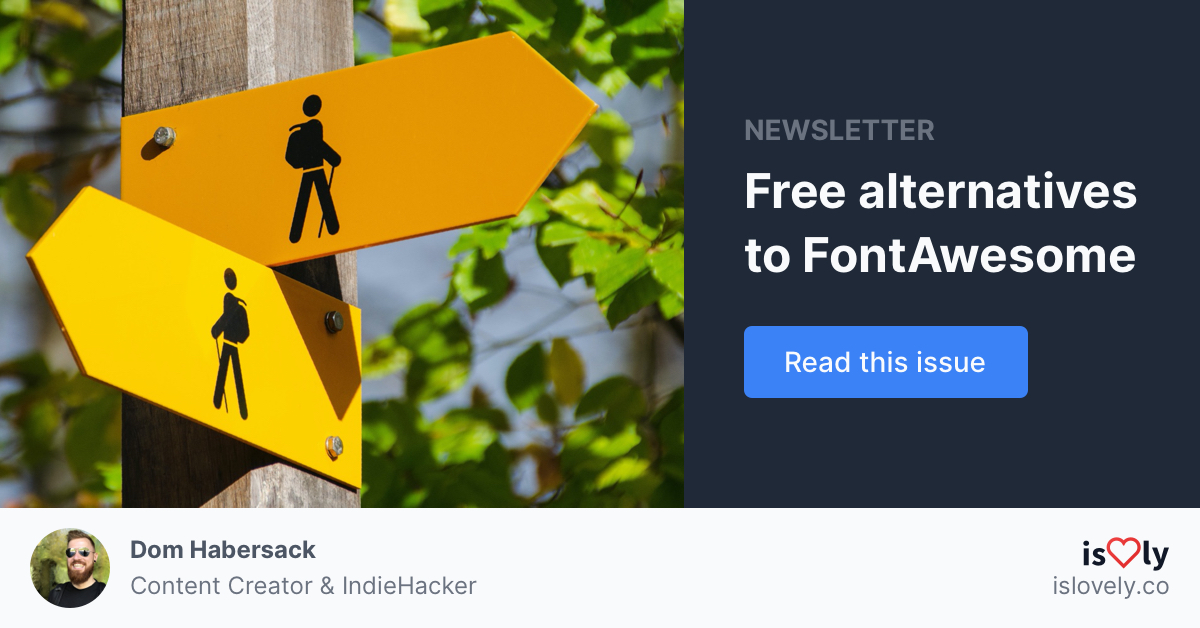 NEWSLETTER
Free alternatives
to FontAwesome
Read this issue
Dom Habersack
Content Creator & IndieHacker
is♡ly
islovely.co